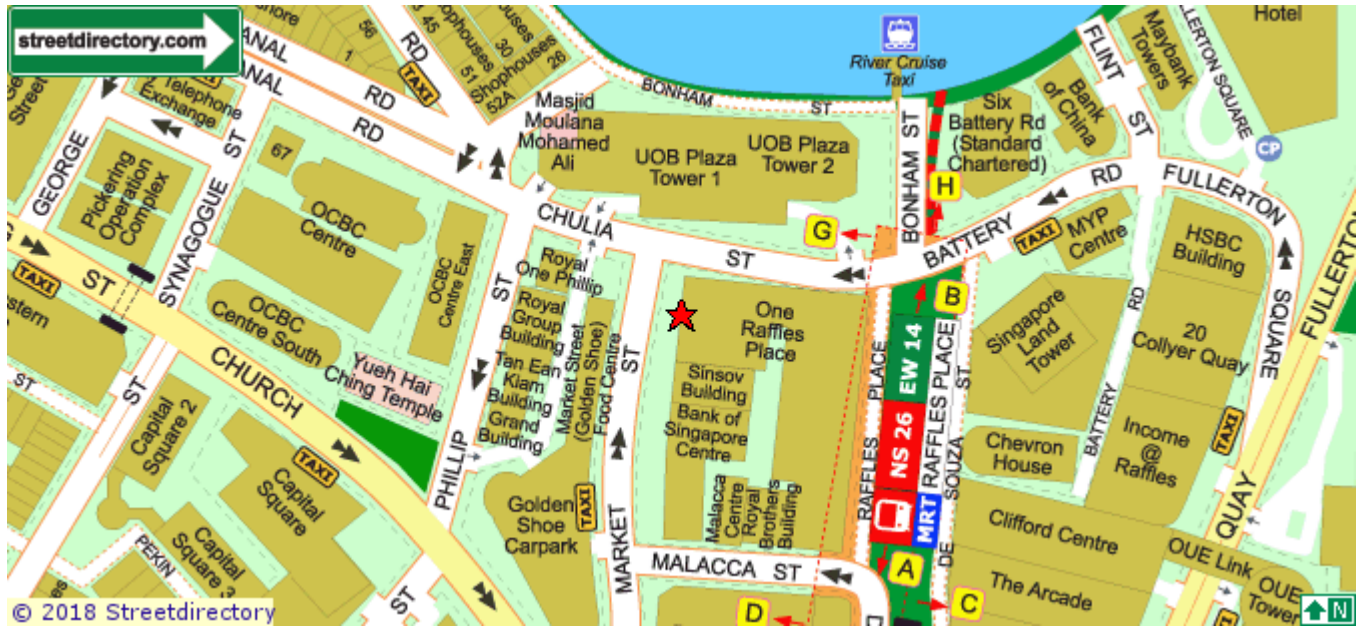 streetdirectory.com
ANAL
ANAL
RD
RD
RD
TAXI
56
1
45
30
51
26
52A
Shophouses
River Cruise
Taxi
Hotel
Maybank
Towers
FULLERTON SQUARE
FLINT
ST
CP
Bank
of China
Six
Battery Rd
(Standard
Chartered)
BONHAM
ST
BONHAM ST
H
Telephone
Exchange
Street
GEORGE
ST
Pickering
Operation
Complex
SYNAGOGUE
ST
67
OCBC
Centre
OCBC
Centre East
OCBC
Centre South
Masjid
Moulana
Mohamed
Ali
UOB Plaza
Tower 1
UOB Plaza
Tower 2
CHULIA
ST
G
BATTERY
RD
FULLERTON
SQUARE
TAXI
MYP
Centre
HSBC
Building
FULLERTON
QUAY
Royal
One Phillip
Royal
Group
Building
Tan Ean
Kiam
Building
Grand
Building
Market Street
(Golden Shoe)
Food Centre
ST
MARKET
PHILLIP
ST
One
Raffles
Place
Sinsov
Building
Bank of
Singapore
Centre
Malacca
Centre
Royal
Brothers
Building
RAFFLES
PLACE
B
EW 14
NS 26
MRT
RAFFLES PLACE
DE
SOUZA
ST
Singapore
Land
Tower
BATTERY
RD
20
Collyer Quay
Income
@
Raffles
TAXI
Chevron
House
Clifford Centre
The Arcade
OUE Link
OUE
Tower
TAXI
ST
CHURCH
ST
ST
Yueh Hai
Ching Temple
Capital
Square 2
TAXI
Capital
Square
Capital
Square 3
PEKIN
ST
Golden
Shoe
Carpark
TAXI
MALACCA
ST
A
C
D
© 2018 Streetdirectory
N